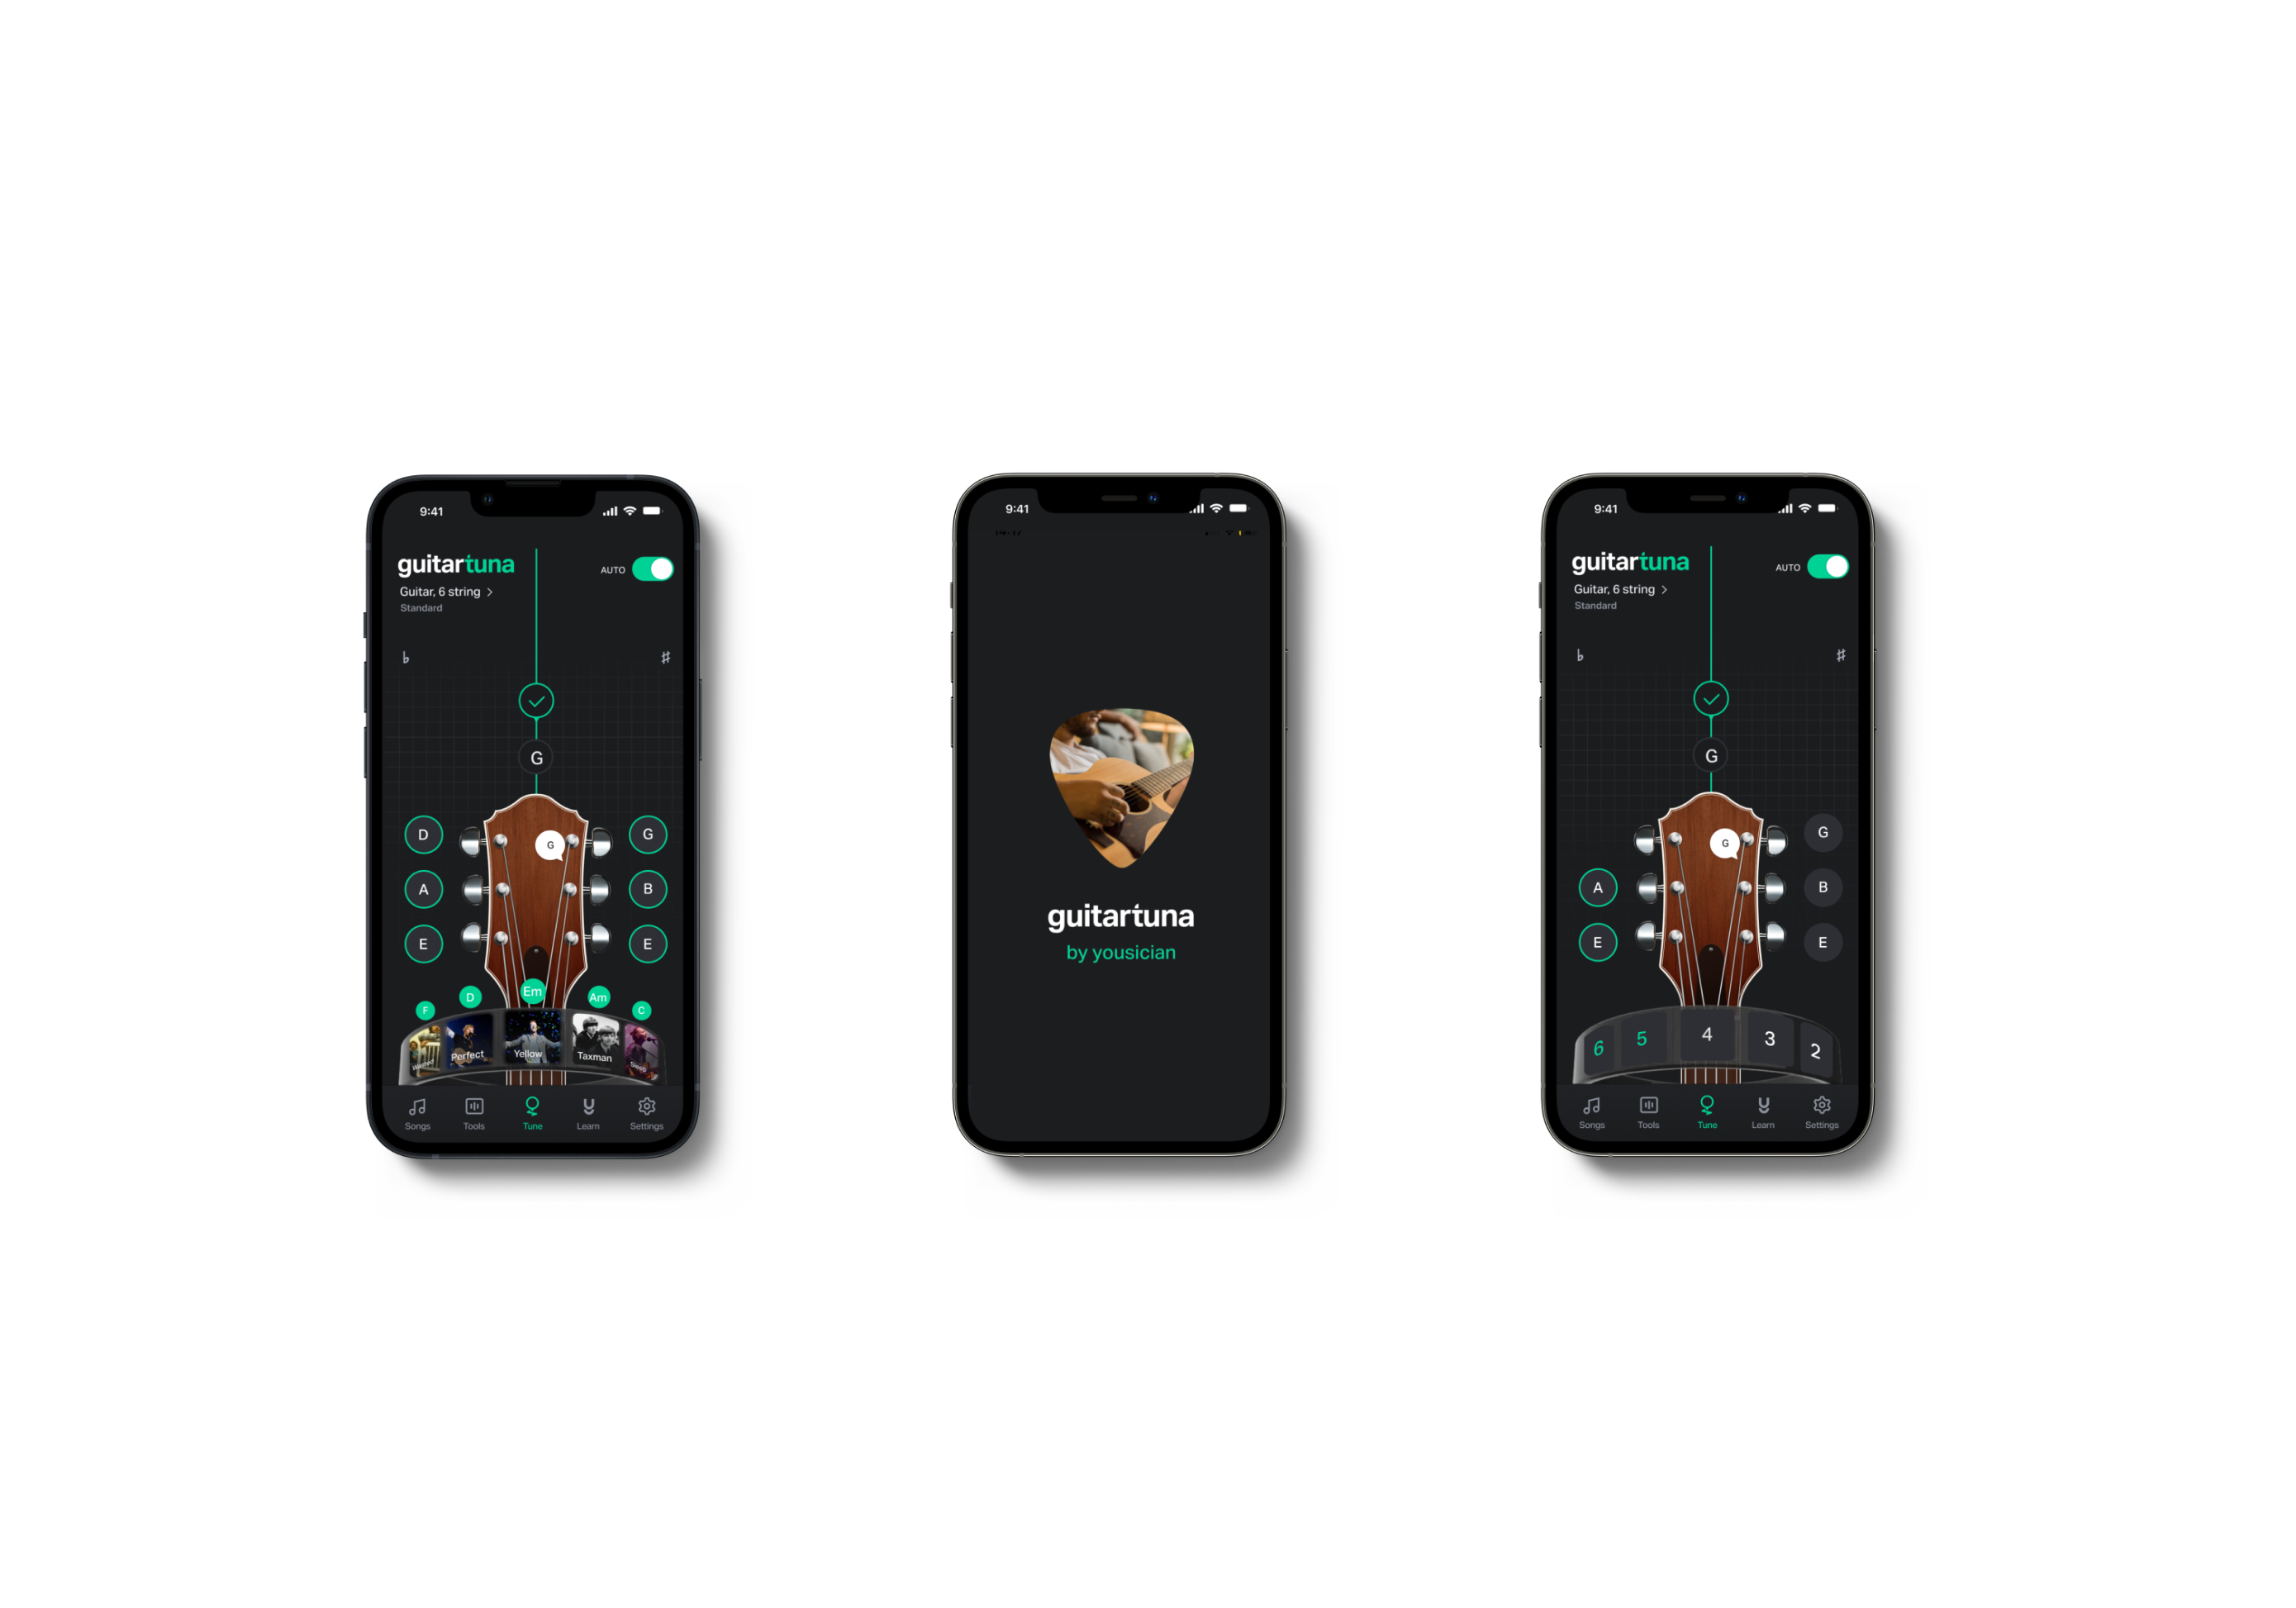 9:41
guitartuna
AUTO
Guitar, 6 string >
Standard
♭ ♯
G
G
D G
A B
E E
F D Em Am C
Perfect Yellow Taxman
Songs Tools Tune Learn Settings
9:41
guitartuna
by yousician
9:41
guitartuna
AUTO
Guitar, 6 string >
Standard
♭ ♯
G
G
G
A B
E E
6 5 4 3 2
Songs Tools Tune Learn Settings